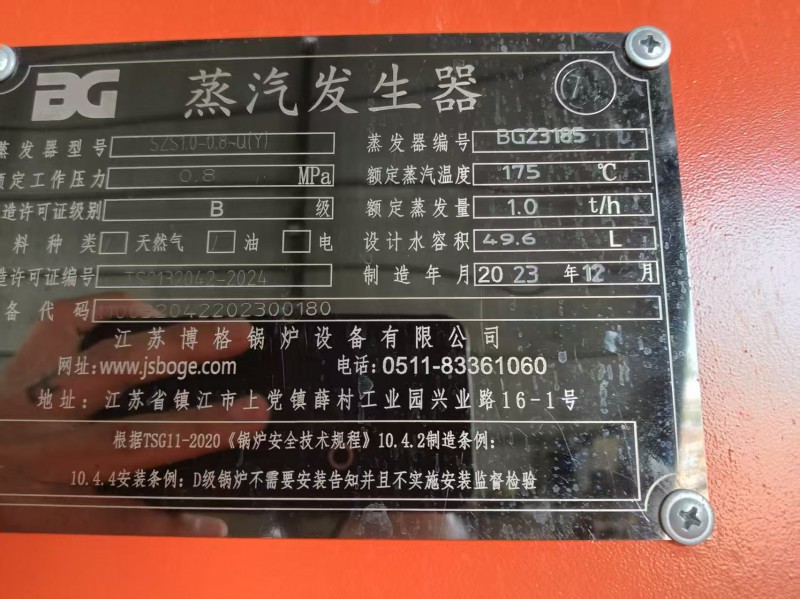 BG 蒸汽发生器
蒸发器型号 SZS1.0-0.8-U(Y) 蒸发器编号 BG23185
额定工作压力 0.8 MPa 额定蒸汽温度 175 ℃
造许可证级别 B 级 额定蒸发量 1.0 t/h
料种类 天然气 油 电 设计水容积 49.6 L
造许可证编号 2042-2024 制造年月 2023 年 12 月
备代码 32042202300180
江苏博格锅炉设备有限公司
网址:www.jsboge.com 电话:0511-83361060
地址:江苏省镇江市上党镇薛村工业园兴业路16-1号
根据TSG11-2020《锅炉安全技术规程》10.4.2制造条例:
10.4.4安装条例:D级锅炉不需要安装告知并且不实施安装监督检验